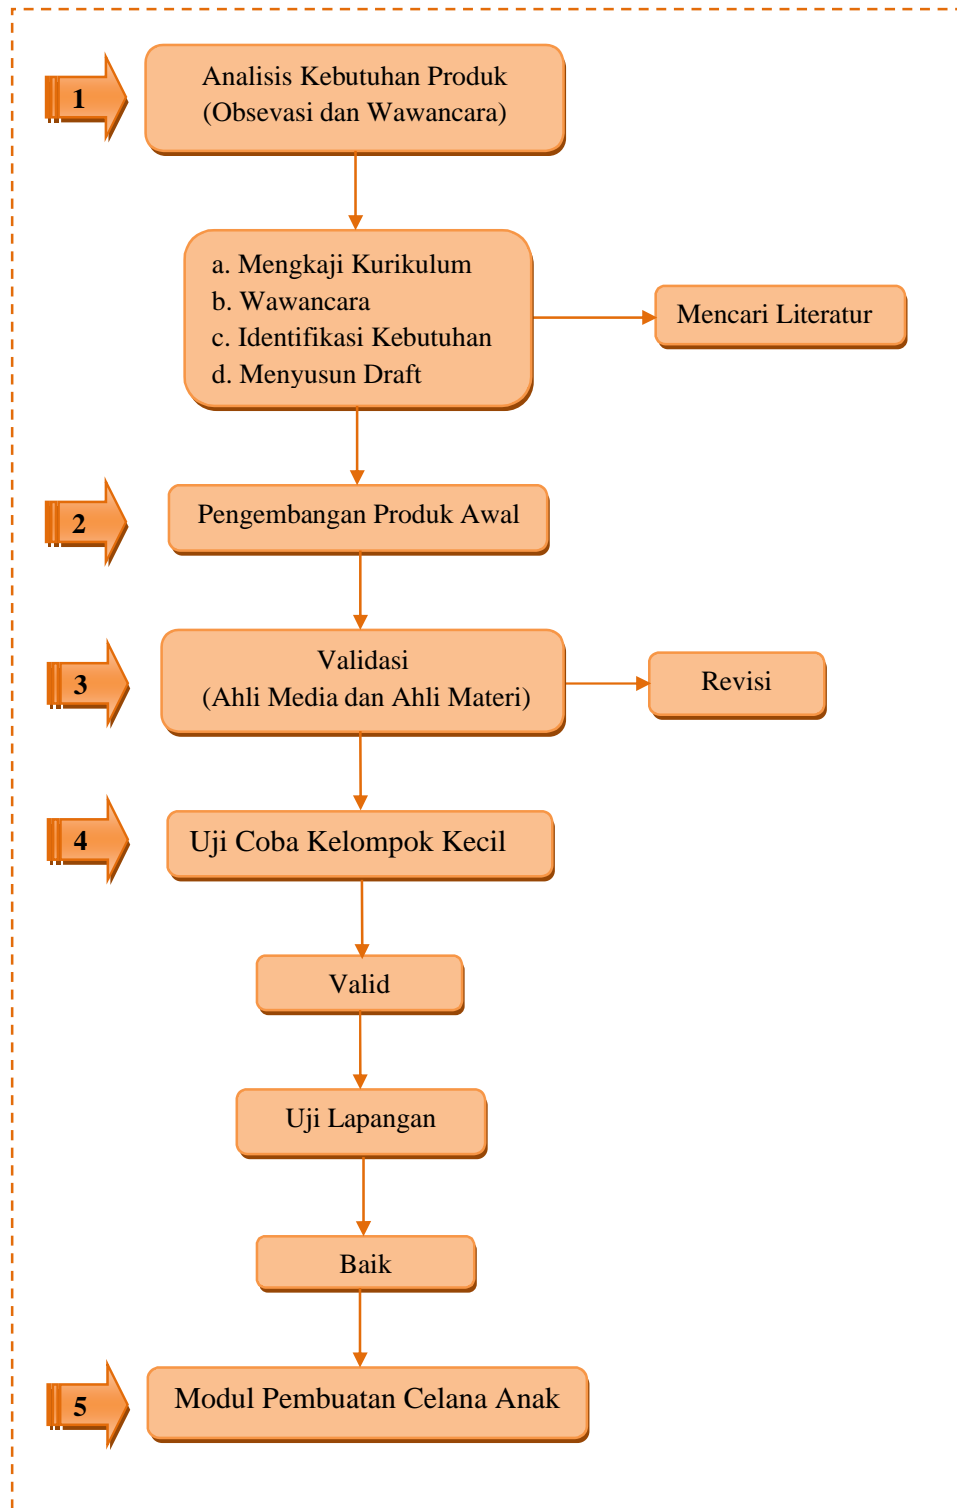 1
Analisis Kebutuhan Produk
(Obsevasi dan Wawancara)
a. Mengkaji Kurikulum
b. Wawancara
c. Identifikasi Kebutuhan
d. Menyusun Draft
Mencari Literatur
2
Pengembangan Produk Awal
3
Validasi
(Ahli Media dan Ahli Materi)
Revisi
4
Uji Coba Kelompok Kecil
Valid
Uji Lapangan
Baik
5
Modul Pembuatan Celana Anak